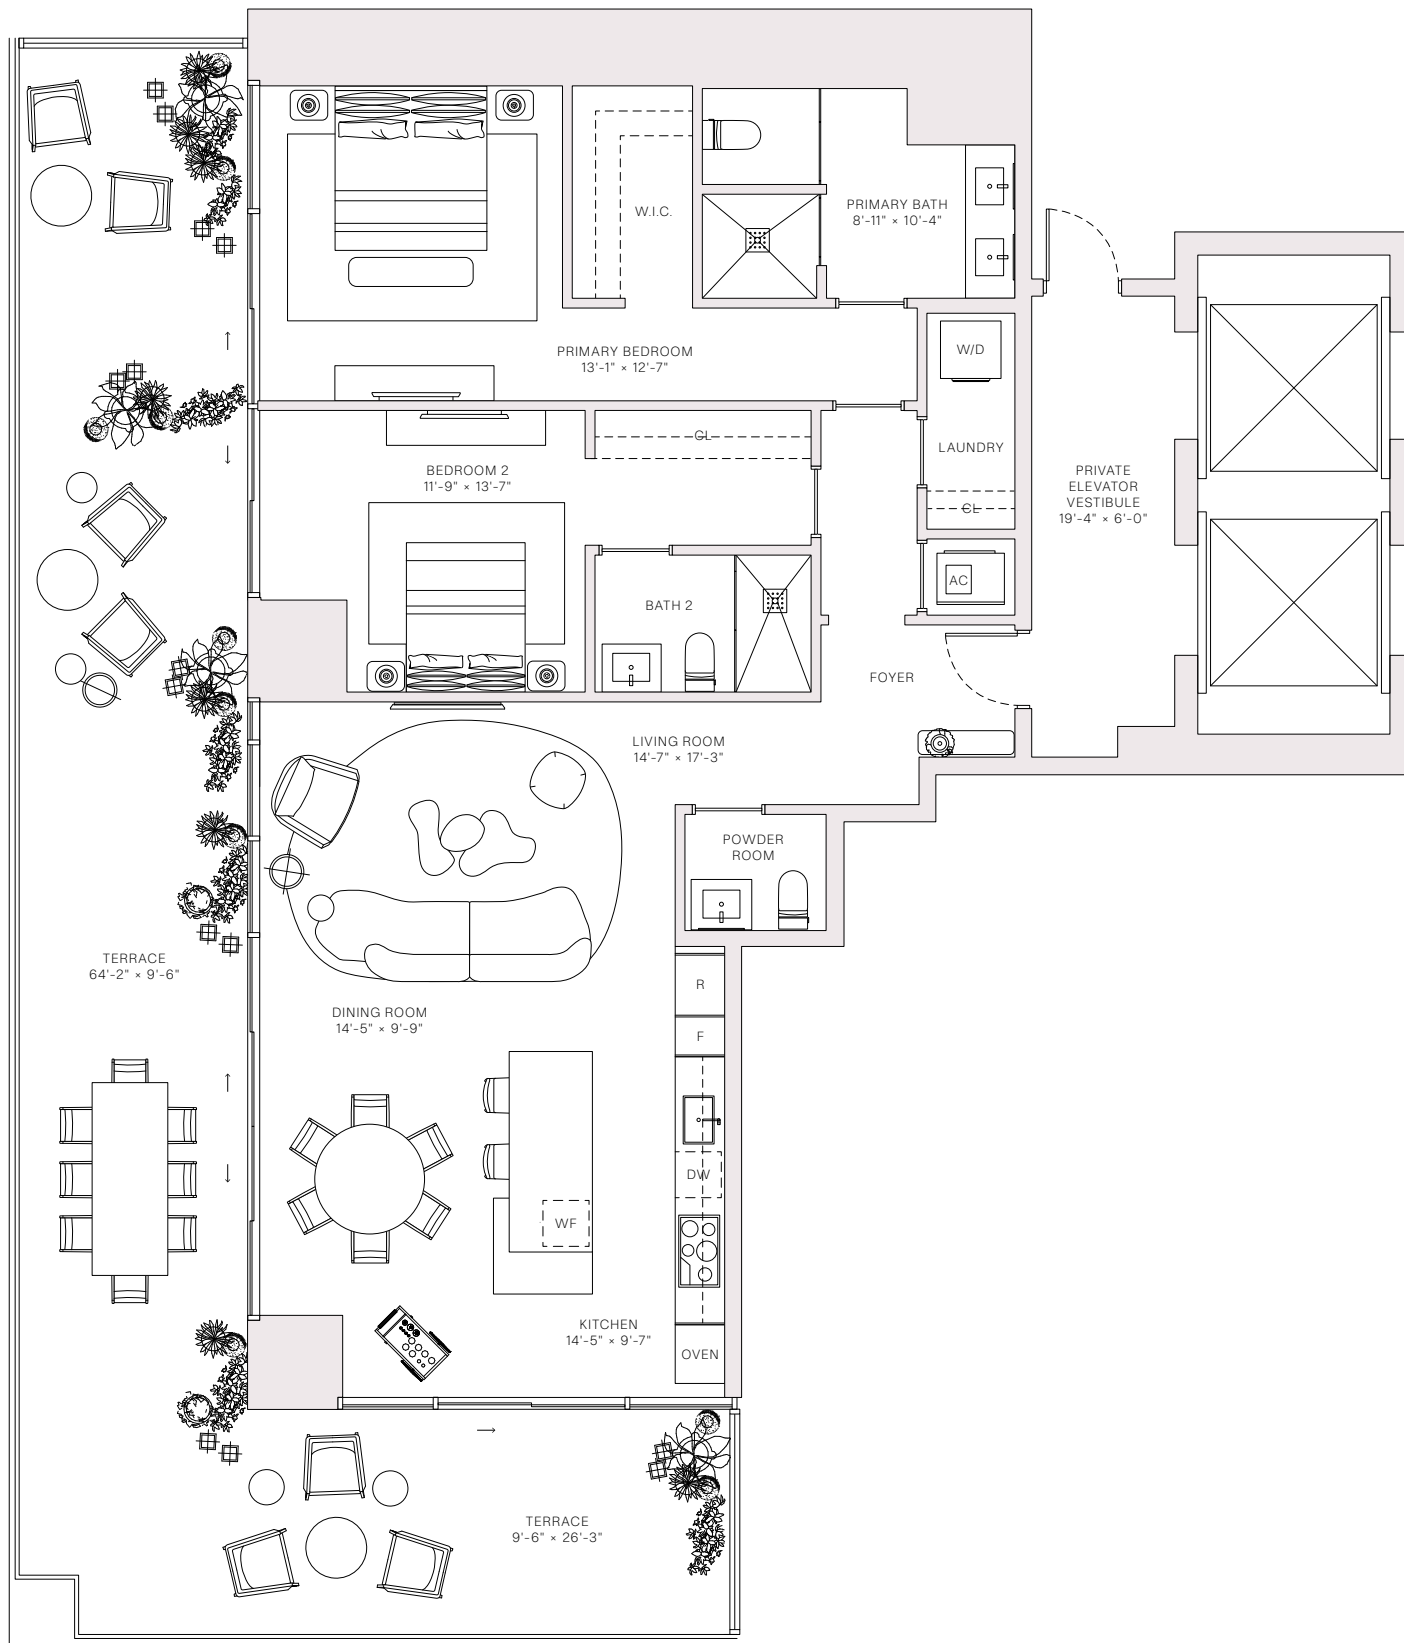 W.I.C.
PRIMARY BATH
8'-11" × 10'-4"
PRIMARY BEDROOM
13'-1" × 12'-7"
W/D
CL
LAUNDRY
BEDROOM 2
11'-9" × 13'-7"
PRIVATE
ELEVATOR
VESTIBULE
19'-4" × 6'-0"
CL
AC
BATH 2
FOYER
LIVING ROOM
14'-7" × 17'-3"
POWDER
ROOM
TERRACE
64'-2" × 9'-6"
R
DINING ROOM
14'-5" × 9'-9"
F
DW
WF
KITCHEN
14'-5" × 9'-7"
OVEN
TERRACE
9'-6" × 26'-3"